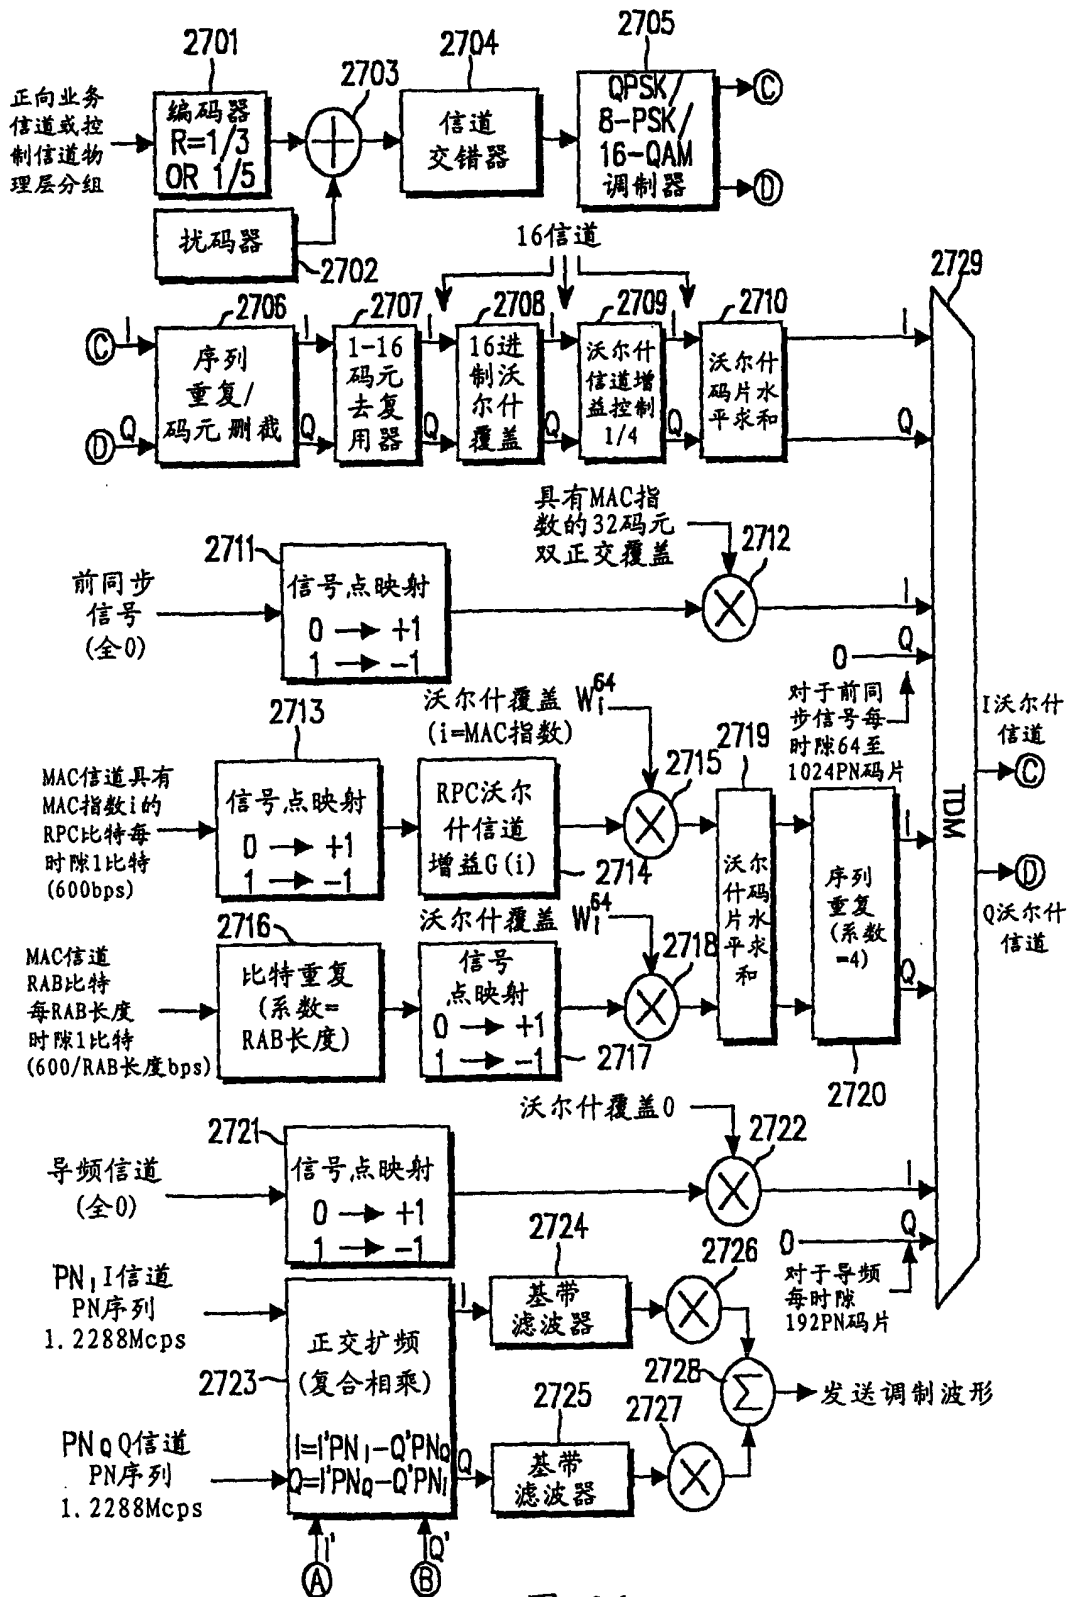 2701
2703
2704
2705
正向业务
信道或控
制信道物
理层分组
编码器
R=1/3
OR 1/5
信道
交错器
QPSK/
8-PSK/
16-QAM
调制器
C
D
扰码器
2702
16信道
2706
2707
2708
2709
2710
2729
C
I
D
Q
序列
重复/
码元删截
I
Q
1-16
码元
去复
用器
I
Q
16进
制沃
尔什
覆盖
I
Q
沃尔什
信道增
益控制
1/4
I
Q
沃尔什
码片水
平求和
I
Q
具有MAC指
数的32码元
双正交覆盖
2711
2712
前同步
信号
(全0)
信号点映射
0 → +1
1 → -1
I
0
Q
对于前同
步信号每
时隙64至
1024PN码片
2713
沃尔什覆盖 W_i^64
(i=MAC指数)
2715
2719
MAC信道具有
MAC指数i的
RPC比特每
时隙1比特
(600bps)
信号点映射
0 → +1
1 → -1
RPC沃尔
什信道
增益G(i)
2714
沃尔
什码
片水
平求
和
序列
重复
(系数
=4)
I
Q
TDM
I沃尔什
信道
C
D
Q沃尔什
信道
2716
沃尔什覆盖 W_1^64
2718
MAC信道
RAB比特
每RAB长度
时隙1比特
(600/RAB长度bps)
比特重复
(系数=
RAB长度)
信号
点映射
0 → +1
1 → -1
2717
2720
沃尔什覆盖0
2721
2722
导频信道
(全0)
信号点映射
0 → +1
1 → -1
I
0
Q
对于导频
每时隙
192PN码片
PN_I I信道
PN序列
1.2288Mcps
2723
正交扩频
(复合相乘)
I=I'PN_I-Q'PN_Q
Q=I'PN_Q-Q'PN_I
PN_Q Q信道
PN序列
1.2288Mcps
I
Q
2724
基带
滤波器
2726
2725
基带
滤波器
2727
2728
Σ
发送调制波形
I'
A
Q'
B